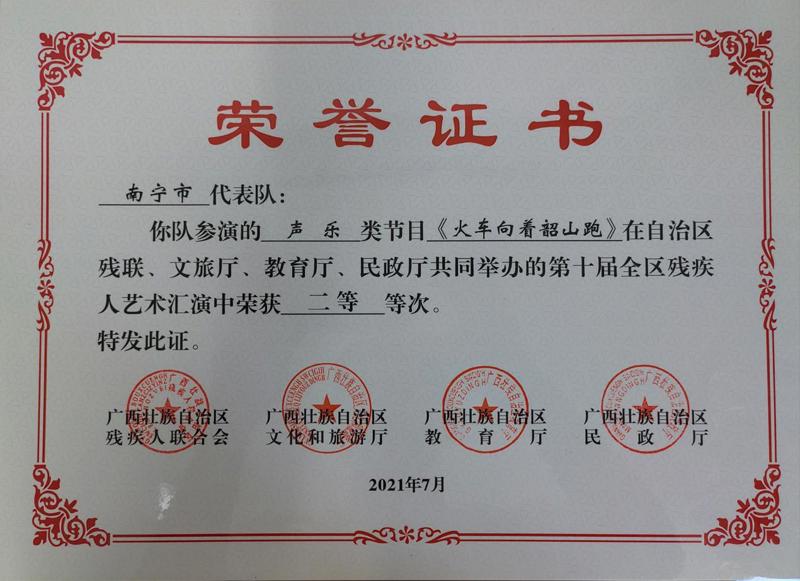 荣誉证书
南宁市 代表队：
你队参演的 声乐 类节目《火车向着韶山跑》在自治区
残联、文旅厅、教育厅、民政厅共同举办的第十届全区残疾
人艺术汇演中荣获 二等 等次。
特发此证。
广西壮族自治区 广西壮族自治区 广西壮族自治区 广西壮族自治区
残疾人联合会 文化和旅游厅 教育厅 民政厅
2021年7月